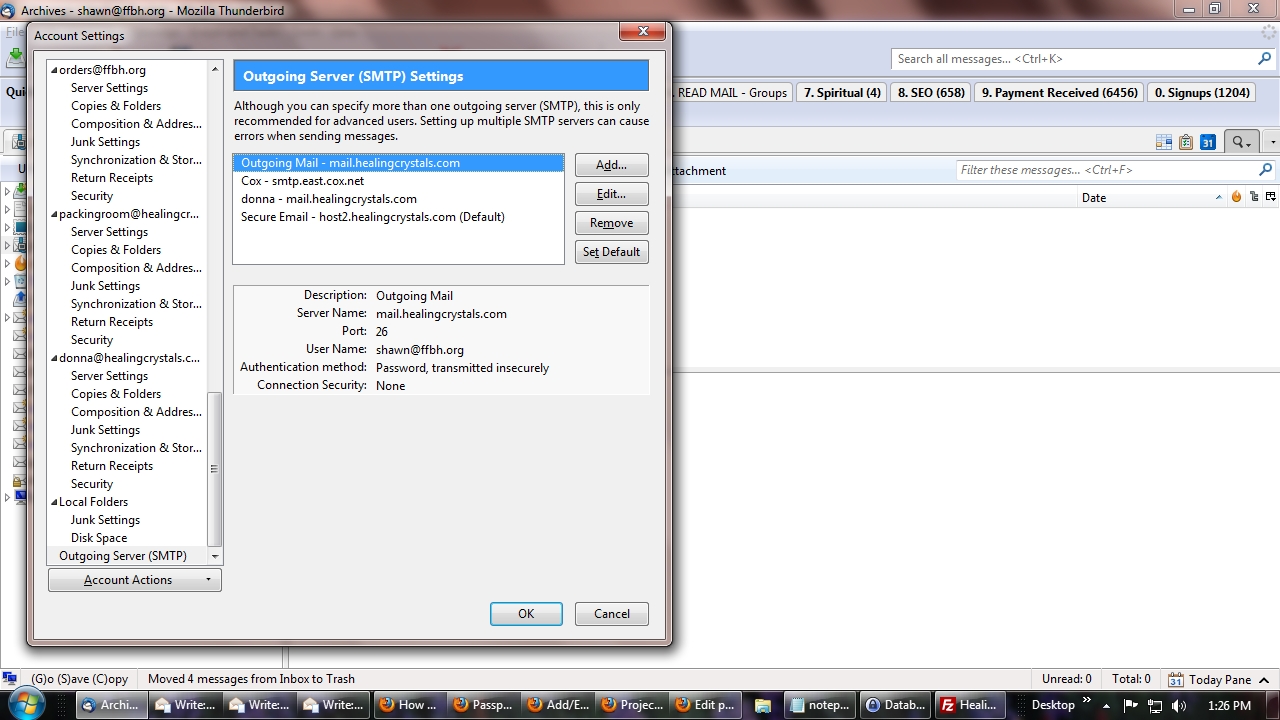 Archives - shawn@ffbh.org - Mozilla Thunderbird
Account Settings
Search all messages... <Ctrl+K>
READ MAIL - Groups
7. Spiritual (4)
8. SEO (658)
9. Payment Received (6456)
0. Signups (1204)
31
ttachment
Filter these messages... <Ctrl+F>
Date
orders@ffbh.org
Server Settings
Copies & Folders
Composition & Addres...
Junk Settings
Synchronization & Stor...
Return Receipts
Security
packingroom@healingcr...
Server Settings
Copies & Folders
Composition & Addres...
Junk Settings
Synchronization & Stor...
Return Receipts
Security
donna@healingcrystals.c...
Server Settings
Copies & Folders
Composition & Addres...
Junk Settings
Synchronization & Stor...
Return Receipts
Security
Local Folders
Junk Settings
Disk Space
Outgoing Server (SMTP)
Account Actions
Outgoing Server (SMTP) Settings
Although you can specify more than one outgoing server (SMTP), this is only
recommended for advanced users. Setting up multiple SMTP servers can cause
errors when sending messages.
Outgoing Mail - mail.healingcrystals.com
Cox - smtp.east.cox.net
donna - mail.healingcrystals.com
Secure Email - host2.healingcrystals.com (Default)
Add...
Edit...
Remove
Set Default
Description: Outgoing Mail
Server Name: mail.healingcrystals.com
Port: 26
User Name: shawn@ffbh.org
Authentication method: Password, transmitted insecurely
Connection Security: None
OK
Cancel
(G)o (S)ave (C)opy
Moved 4 messages from Inbox to Trash
Unread: 0
Total: 0
31
Today Pane
Archi...
Write:...
Write:...
Write:...
How ...
Passp...
Add/E...
Projec...
Edit p...
notep...
Datab...
Fz
Heali...
Desktop
»
1:26 PM